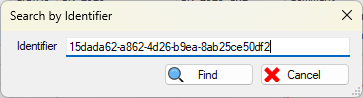 Search by Identifier
Identifier 15dada62-a862-4d26-b9ea-8ab25ce50df2
Find Cancel